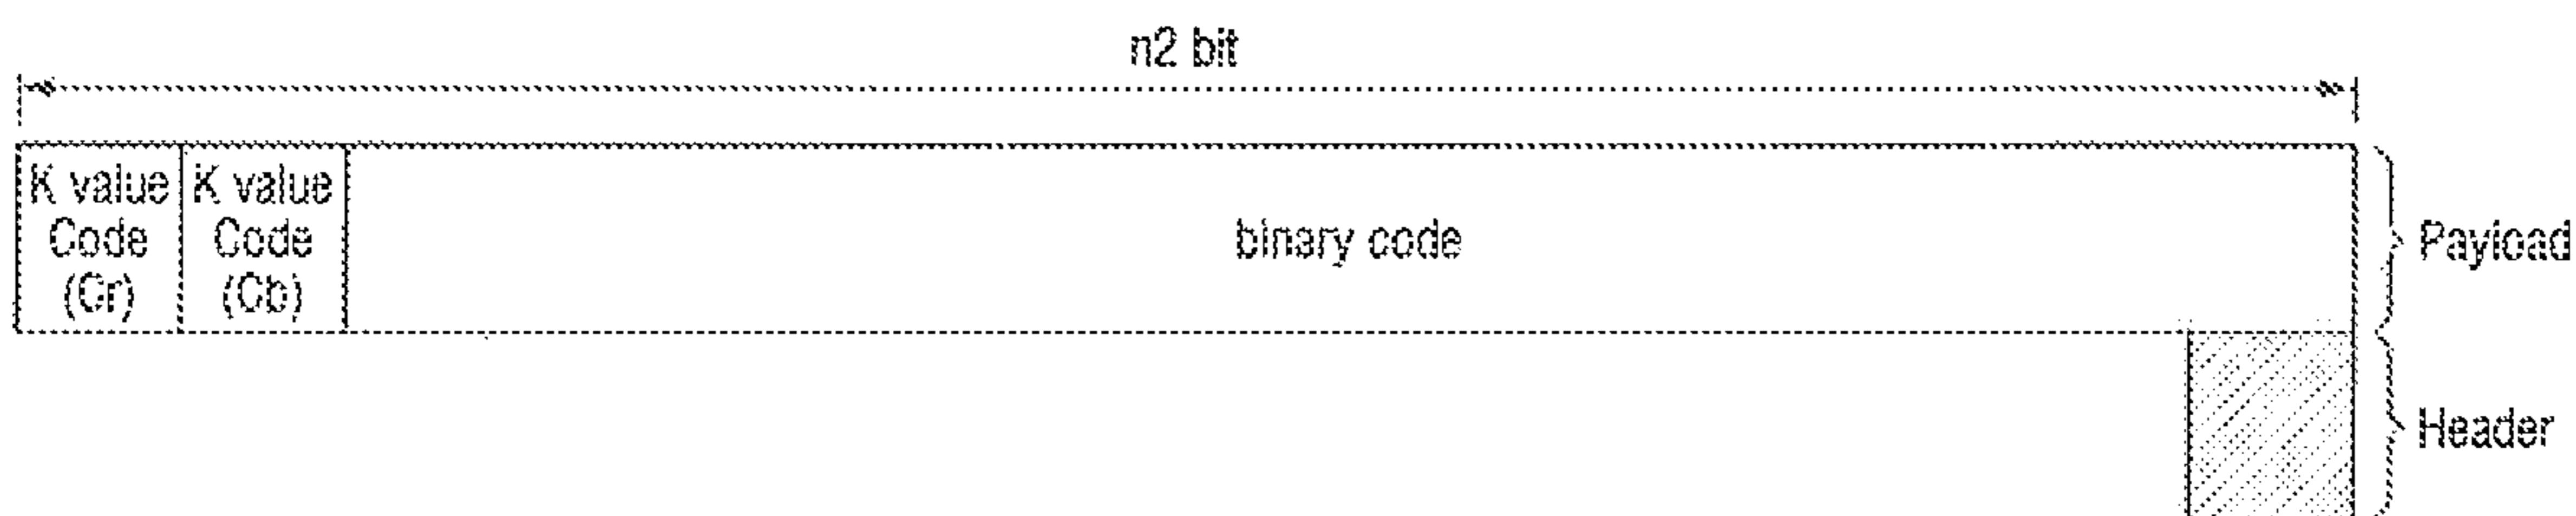 n2 bit
K value
Code
(Cr)
K value
Code
(Cb)
binary code
Payload
Header